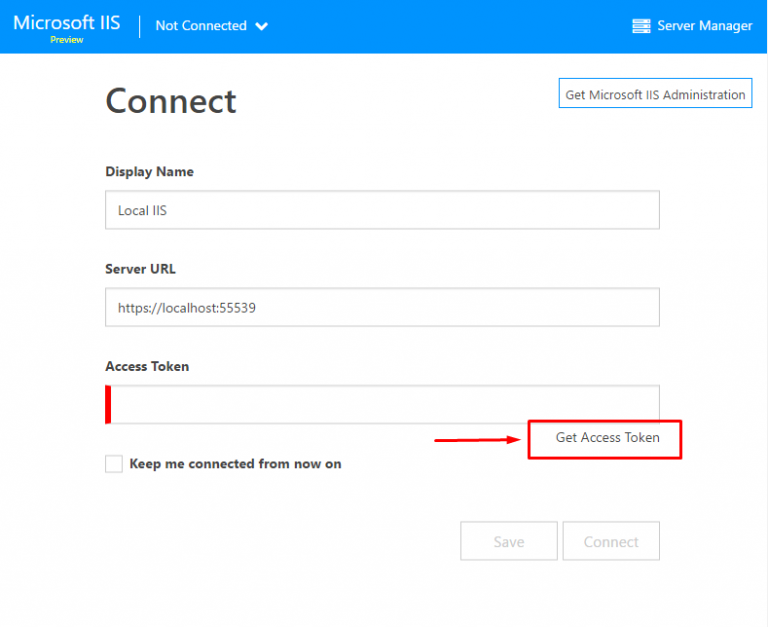 Microsoft IIS
Preview
Not Connected
Server Manager
Connect
Get Microsoft IIS Administration
Display Name
Local IIS
Server URL
https://localhost:55539
Access Token
Get Access Token
Keep me connected from now on
Save
Connect